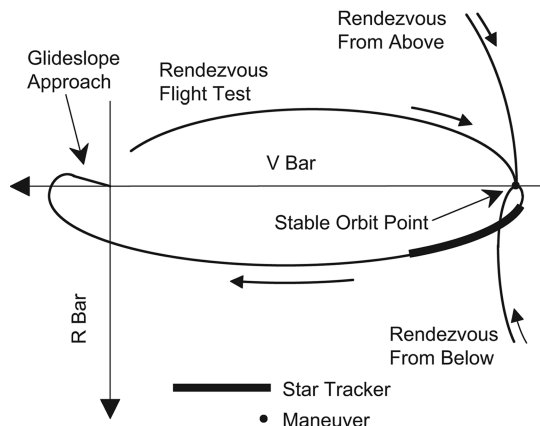 Rendezvous
From Above
Glideslope
Approach
Rendezvous
Flight Test
V Bar
Stable Orbit Point
R Bar
Rendezvous
From Below
Star Tracker
Maneuver